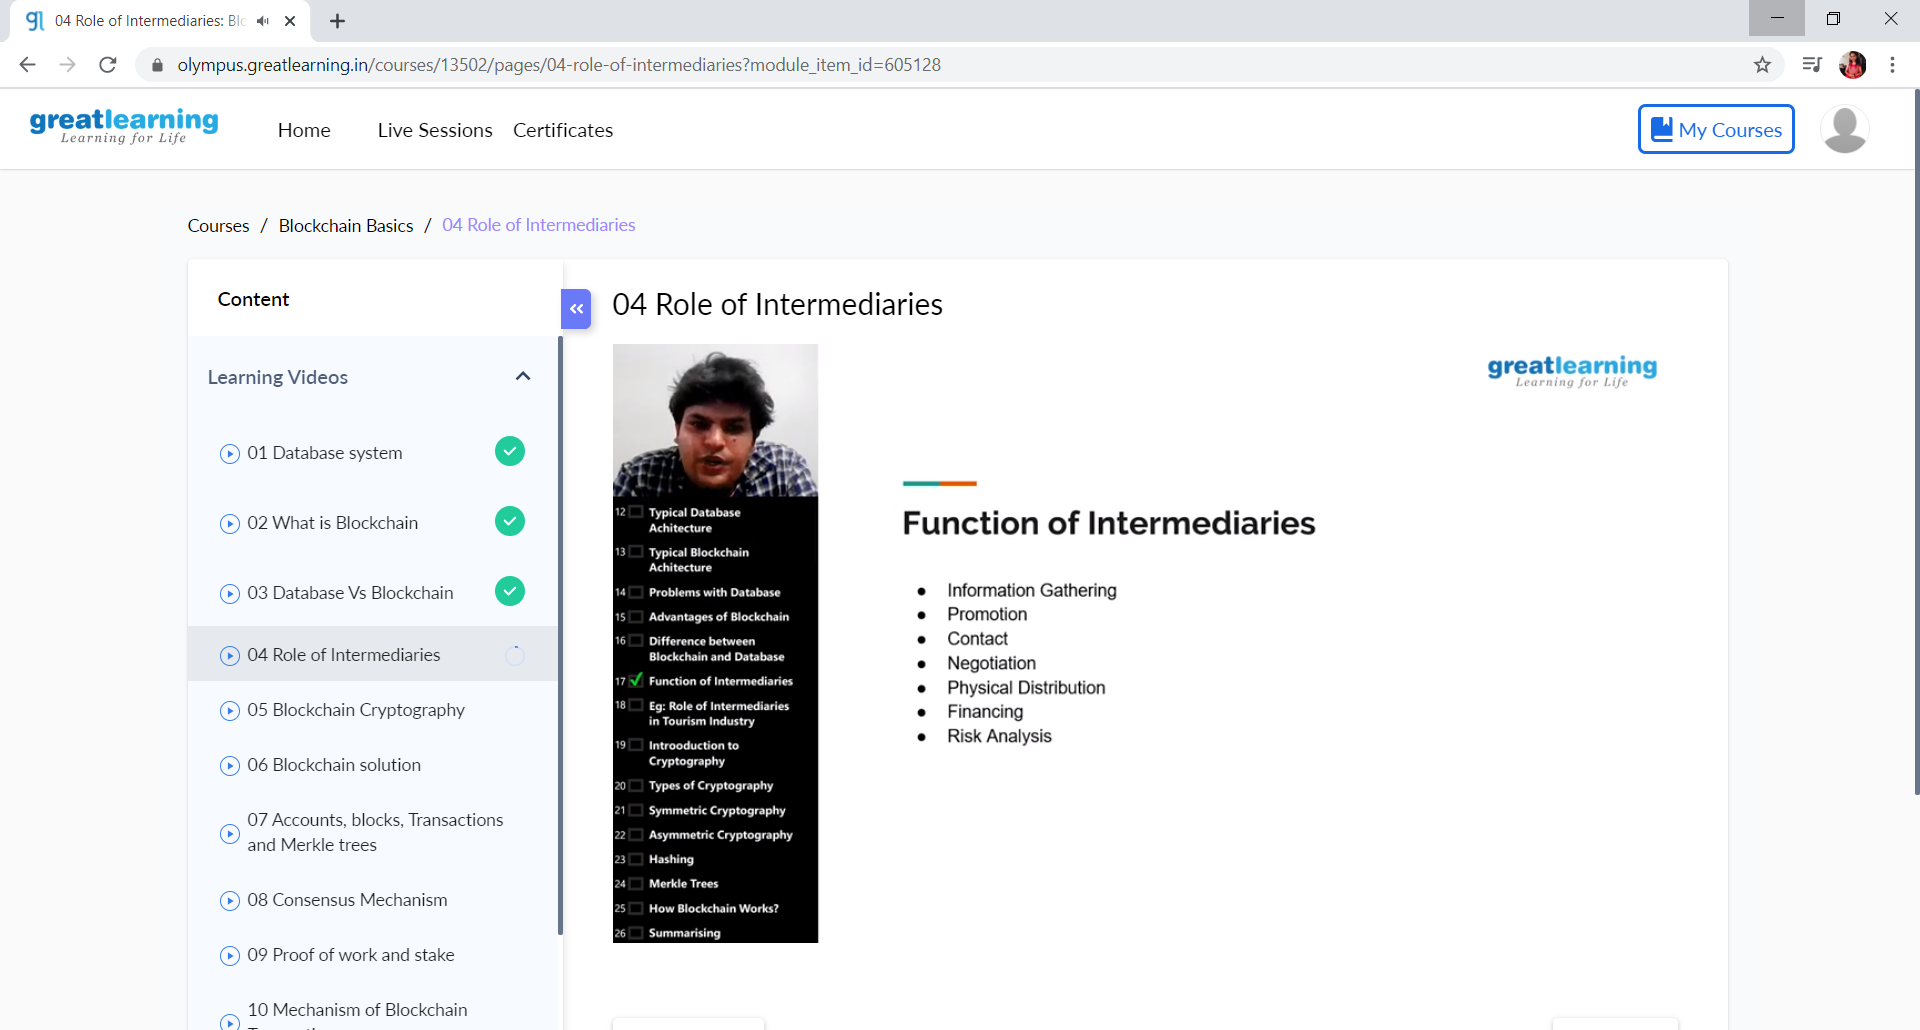 gl 04 Role of Intermediaries: Blo
olympus.greatlearning.in/courses/13502/pages/04-role-of-intermediaries?module_item_id=605128
greatlearning
Learning for Life
Home
Live Sessions
Certificates
My Courses
Courses / Blockchain Basics / 04 Role of Intermediaries
Content
Learning Videos
01 Database system
02 What is Blockchain
03 Database Vs Blockchain
04 Role of Intermediaries
05 Blockchain Cryptography
06 Blockchain solution
07 Accounts, blocks, Transactions
and Merkle trees
08 Consensus Mechanism
09 Proof of work and stake
10 Mechanism of Blockchain
04 Role of Intermediaries
12 Typical Database
Achitecture
13 Typical Blockchain
Achitecture
14 Problems with Database
15 Advantages of Blockchain
16 Difference between
Blockchain and Database
17 Function of Intermediaries
18 Eg: Role of Intermediaries
in Tourism Industry
19 Introoduction to
Cryptography
20 Types of Cryptography
21 Symmetric Cryptography
22 Asymmetric Cryptography
23 Hashing
24 Merkle Trees
25 How Blockchain Works?
26 Summarising
greatlearning
Learning for Life
Function of Intermediaries
● Information Gathering
● Promotion
● Contact
● Negotiation
● Physical Distribution
● Financing
● Risk Analysis